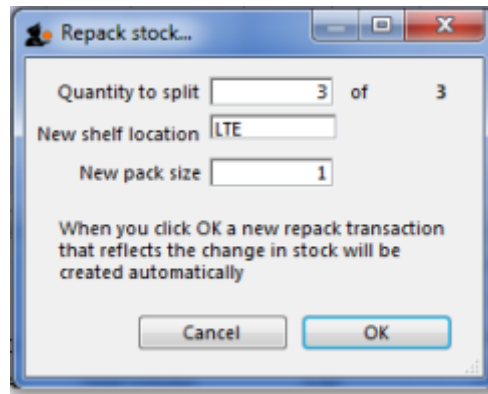 Repack stock...
Quantity to split 3 of 3
New shelf location LTE
New pack size 1
When you click OK a new repack transaction
that reflects the change in stock will be
created automatically
Cancel OK